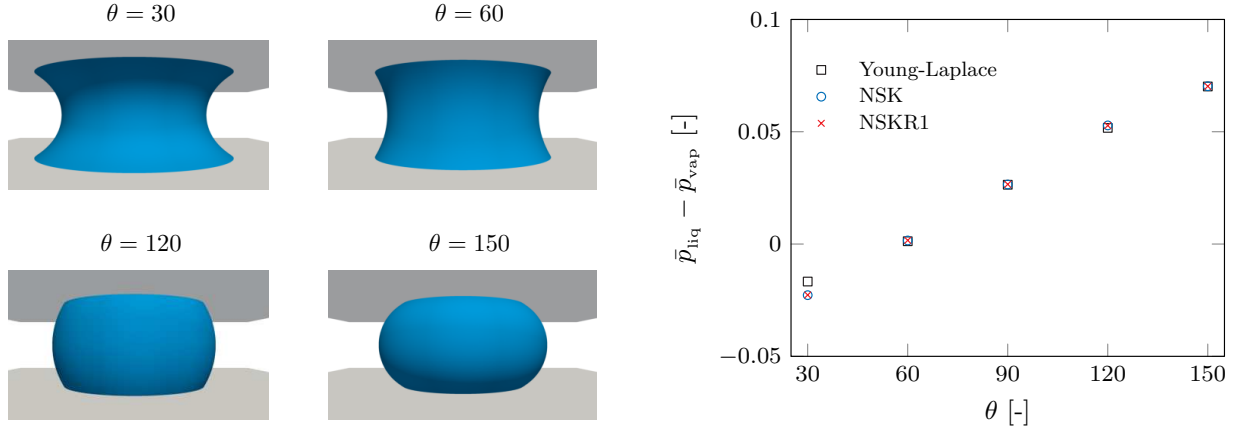 θ = 30
θ = 60
θ = 120
θ = 150
0.1
0.05
0
−0.05
30
60
90
120
150
p̄liq − p̄vap [-]
θ [-]
Young-Laplace
NSK
NSKR1